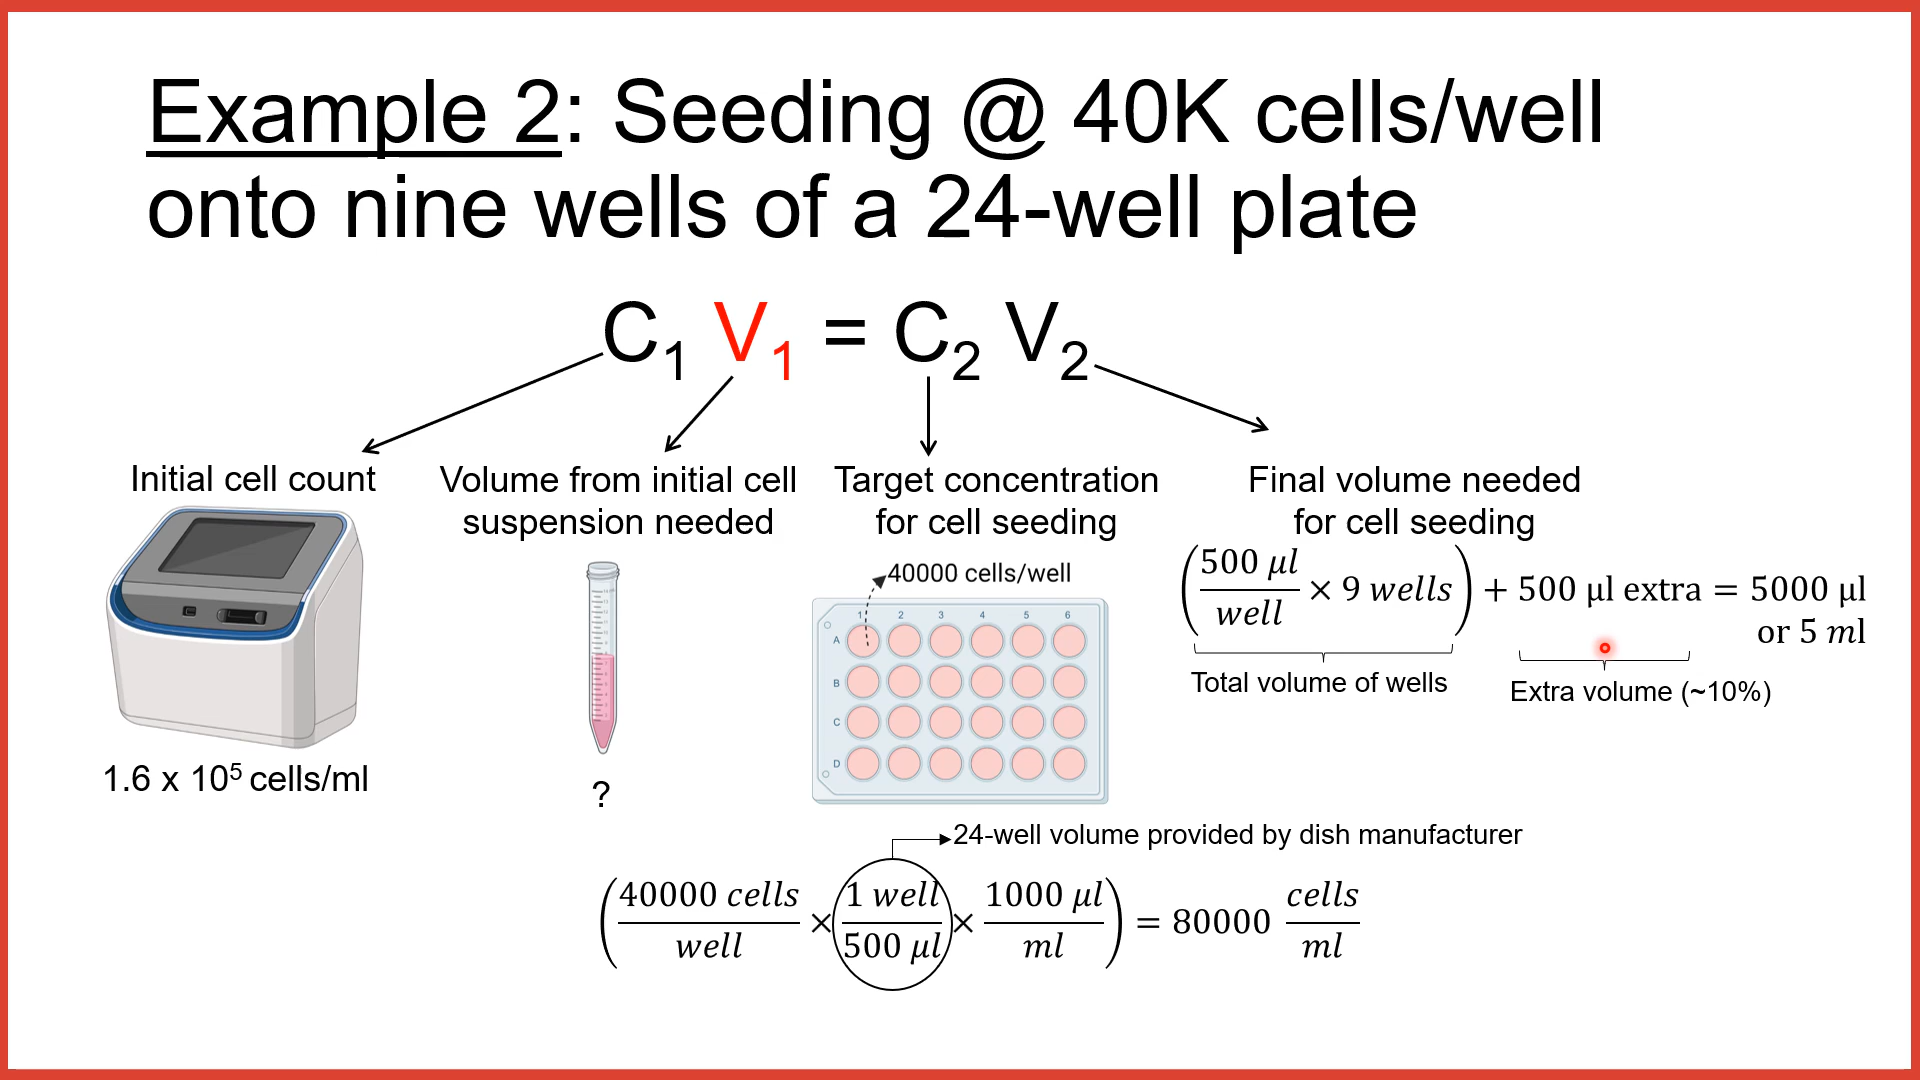 Example 2: Seeding @ 40K cells/well
onto nine wells of a 24-well plate
C₁ V₁ = C₂ V₂
Initial cell count
1.6 x 10⁵ cells/ml
Volume from initial cell
suspension needed
?
Target concentration
for cell seeding
40000 cells/well
1 2 3 4 5 6
A
B
C
D
Final volume needed
for cell seeding
(500 µl/well × 9 wells) + 500 µl extra = 5000 µl
or 5 ml
Total volume of wells
Extra volume (~10%)
24-well volume provided by dish manufacturer
(40000 cells/well × 1 well/500 µl × 1000 µl/ml) = 80000 cells/ml